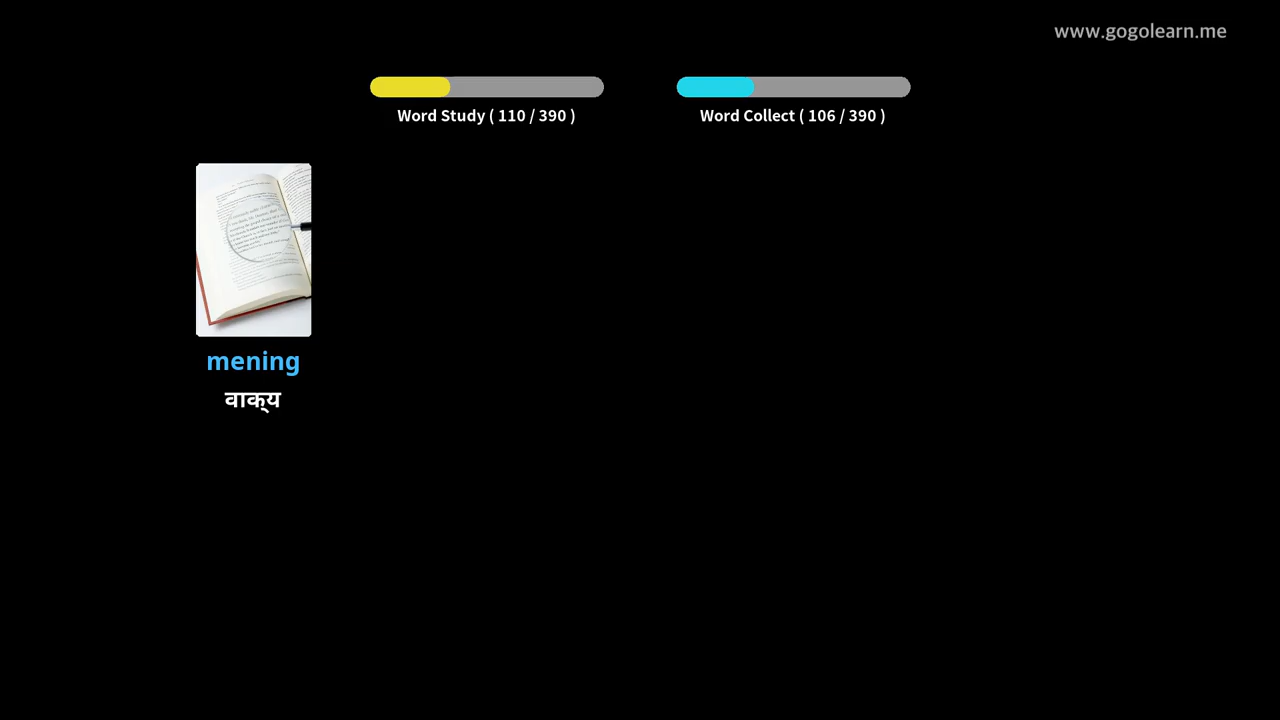 www.gogolearn.me
Word Study ( 110 / 390 )
Word Collect ( 106 / 390 )
mening
वाक्य